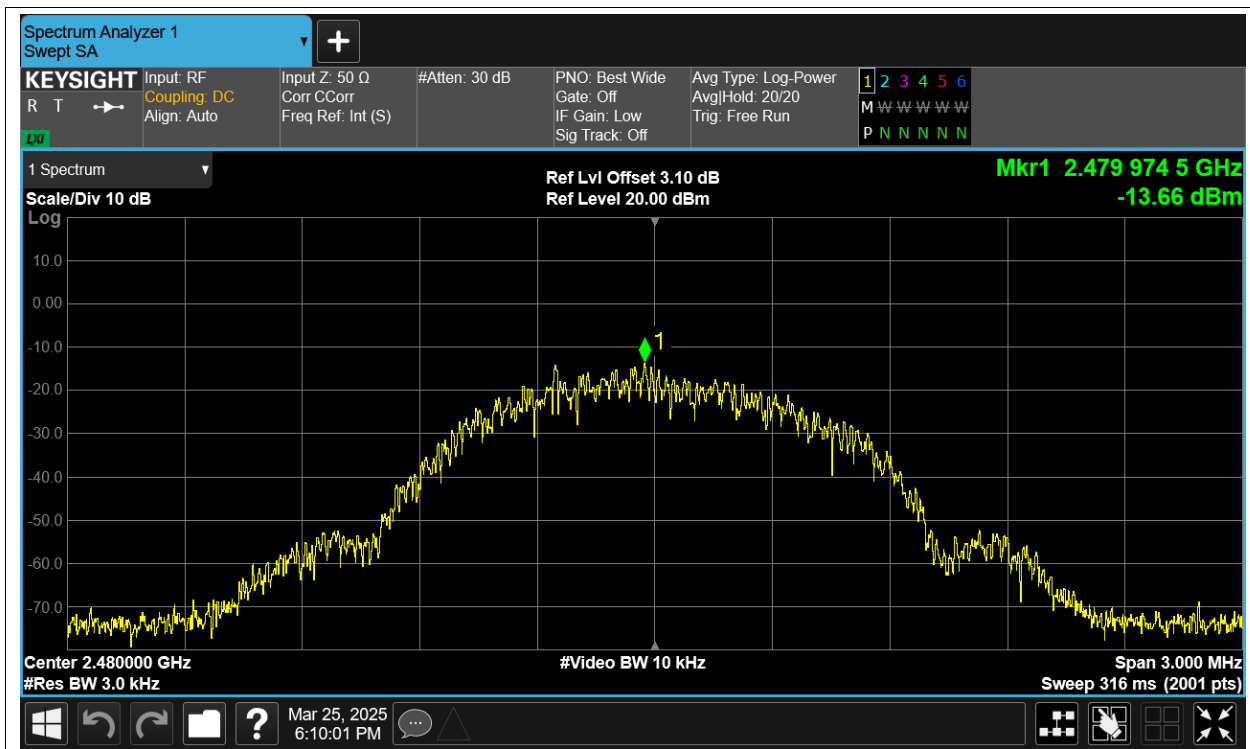 Spectrum Analyzer 1
Swept SA
+
KEYSIGHT
R T
LXI
Input: RF
Coupling: DC
Align: Auto
Input Z: 50 Ω
Corr CCorr
Freq Ref: Int (S)
#Atten: 30 dB
PNO: Best Wide
Gate: Off
IF Gain: Low
Sig Track: Off
Avg Type: Log-Power
Avg|Hold: 20/20
Trig: Free Run
1 2 3 4 5 6
M W W W W W
P N N N N N
1 Spectrum
Scale/Div 10 dB
Log
Ref Lvl Offset 3.10 dB
Ref Level 20.00 dBm
Mkr1 2.479 974 5 GHz
-13.66 dBm
10.0
0.00
-10.0
-20.0
-30.0
-40.0
-50.0
-60.0
-70.0
1
Center 2.480000 GHz
#Res BW 3.0 kHz
#Video BW 10 kHz
Span 3.000 MHz
Sweep 316 ms (2001 pts)
?
Mar 25, 2025
6:10:01 PM